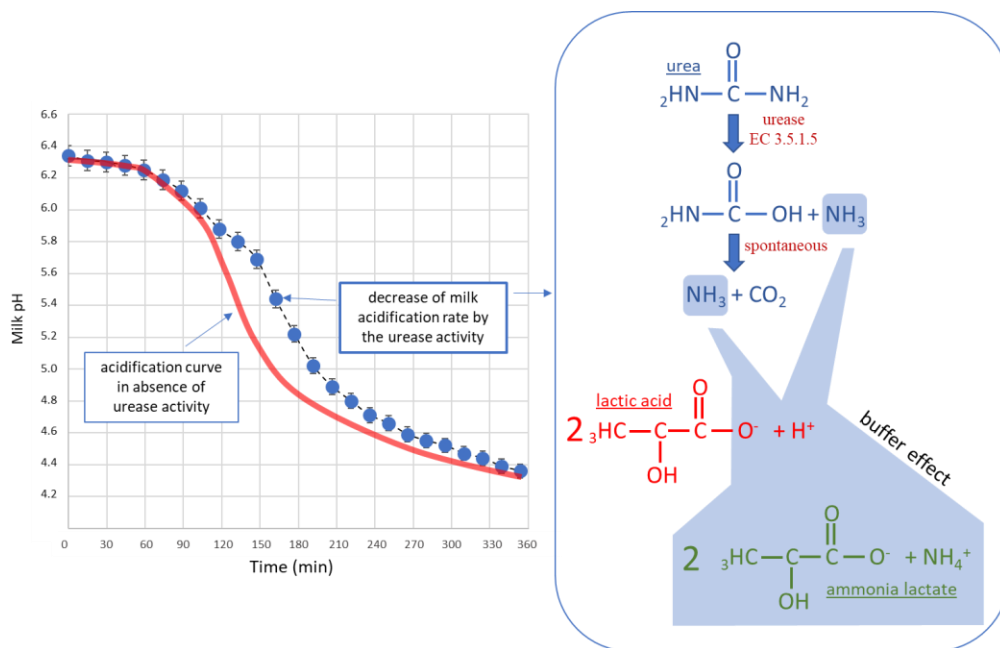 6.6
6.4
6.2
6.0
5.8
5.6
5.4
5.2
5.0
4.8
4.6
4.4
4.2
Milk pH
0 30 60 90 120 150 180 210 240 270 300 330 360
Time (min)
acidification curve
in absence of
urease activity
decrease of milk
acidification rate by
the urease activity
urea
O
₂HN — C — NH₂
urease
EC 3.5.1.5
O
₂HN — C — OH + NH₃
spontaneous
NH₃ + CO₂
lactic acid
O
2 ₃HC — C — C — O⁻ + H⁺
OH
buffer effect
O
2 ₃HC — C — C — O⁻ + NH₄⁺
OH
ammonia lactate